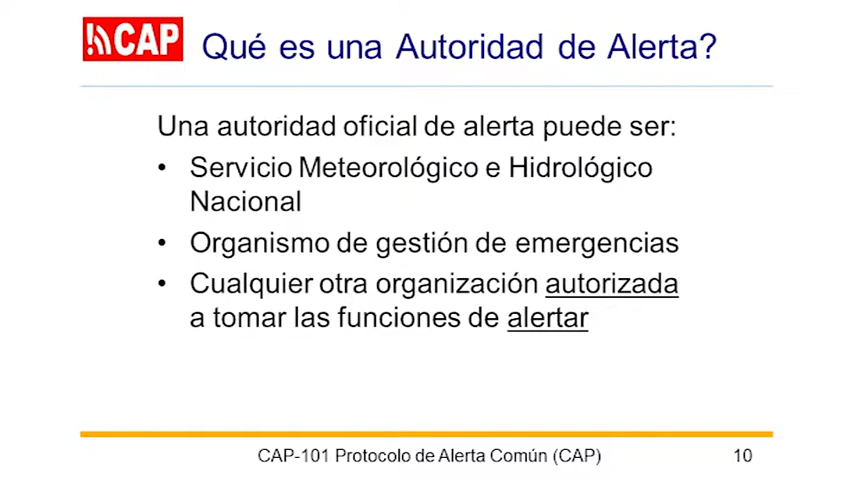 CAP
Qué es una Autoridad de Alerta?
Una autoridad oficial de alerta puede ser:
• Servicio Meteorológico e Hidrológico
Nacional
• Organismo de gestión de emergencias
• Cualquier otra organización autorizada
a tomar las funciones de alertar
CAP-101 Protocolo de Alerta Común (CAP)
10